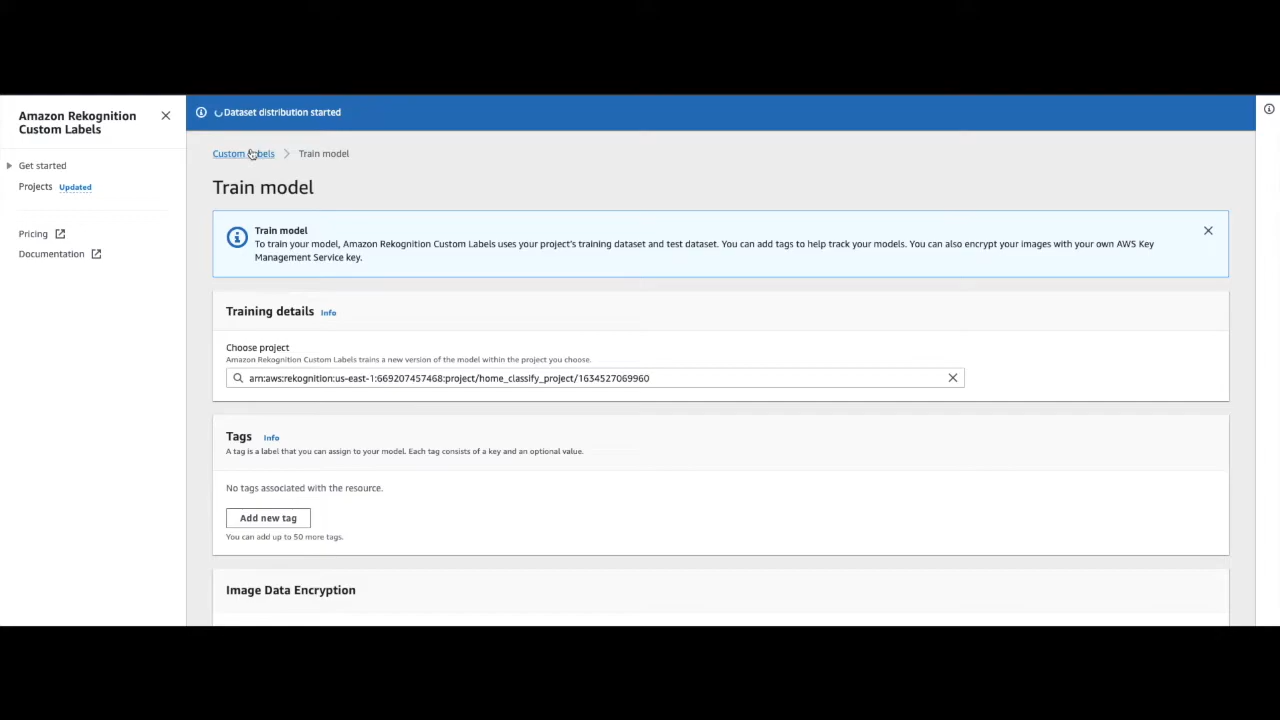 Amazon Rekognition
Custom Labels
Get started
Projects Updated
Pricing
Documentation
Dataset distribution started
Custom Labels Train model
Train model
Train model
To train your model, Amazon Rekognition Custom Labels uses your project's training dataset and test dataset. You can add tags to help track your models. You can also encrypt your images with your own AWS Key
Management Service key.
Training details Info
Choose project
Amazon Rekognition Custom Labels trains a new version of the model within the project you choose.
arn:aws:rekognition:us-east-1:669207457468:project/home_classify_project/1634527069960
Tags Info
A tag is a label that you can assign to your model. Each tag consists of a key and an optional value.
No tags associated with the resource.
Add new tag
You can add up to 50 more tags.
Image Data Encryption